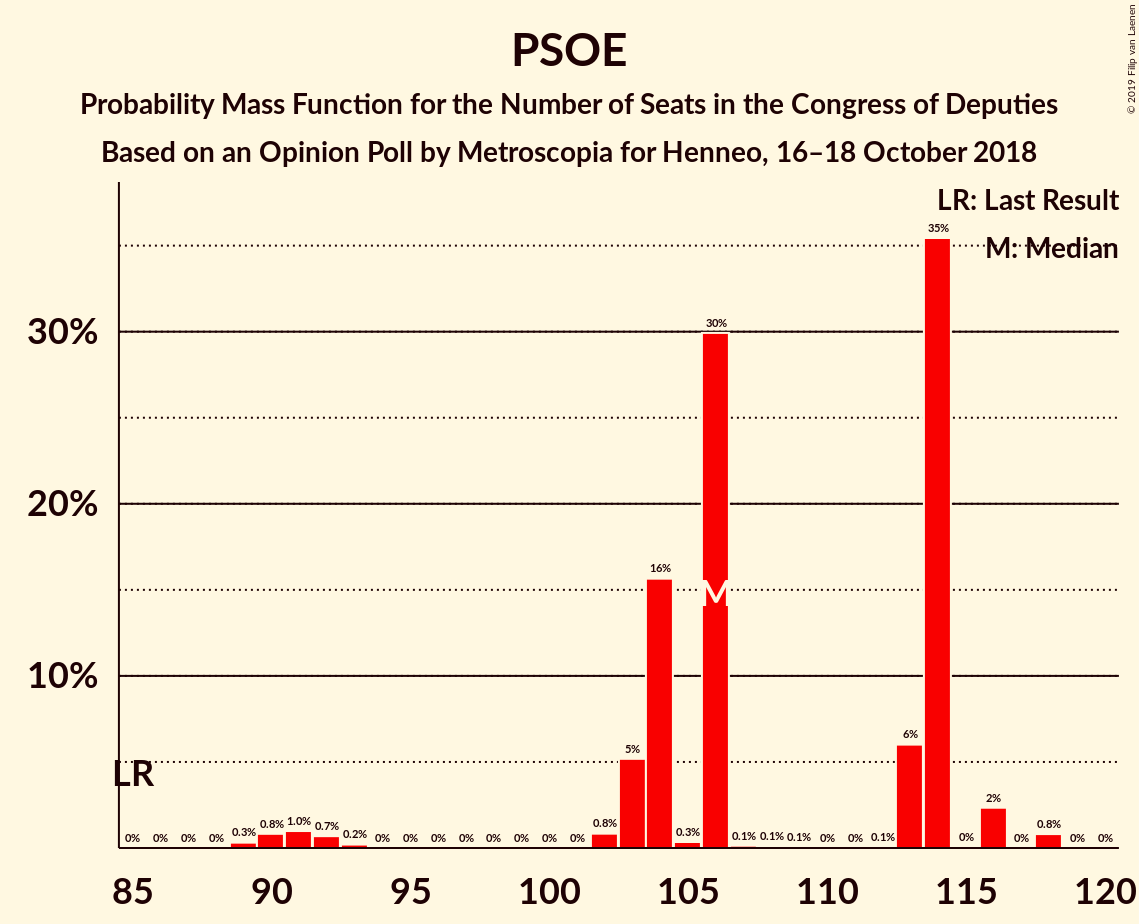 © 2019 Filip van Laenen
PSOE
Probability Mass Function for the Number of Seats in the Congress of Deputies
Based on an Opinion Poll by Metroscopia for Henneo, 16–18 October 2018
LR: Last Result
M: Median
35%
30%
30%
20%
16%
M
10%
6%
5%
LR
2%
0% 0% 0% 0% 0.3% 0.8% 1.0% 0.7% 0.2% 0% 0% 0% 0% 0% 0% 0% 0% 0.8% 0.3% 0.1% 0.1% 0.1% 0% 0% 0.1% 0% 0% 0.8% 0% 0%
85 90 95 100 105 110 115 120